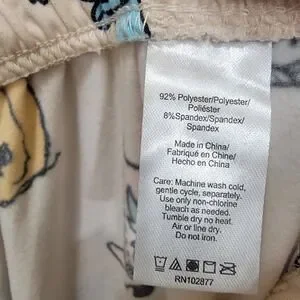 92% Polyester/Polyester/
Poliéster
8%Spandex/Spandex/
Spandex
Made in China/
Fabriqué en Chine/
Hecho en China
Care: Machine wash cold,
gentle cycle, separately.
Use only non-chlorine
bleach as needed.
Tumble dry no heat.
Air or line dry.
Do not iron.
RN102877